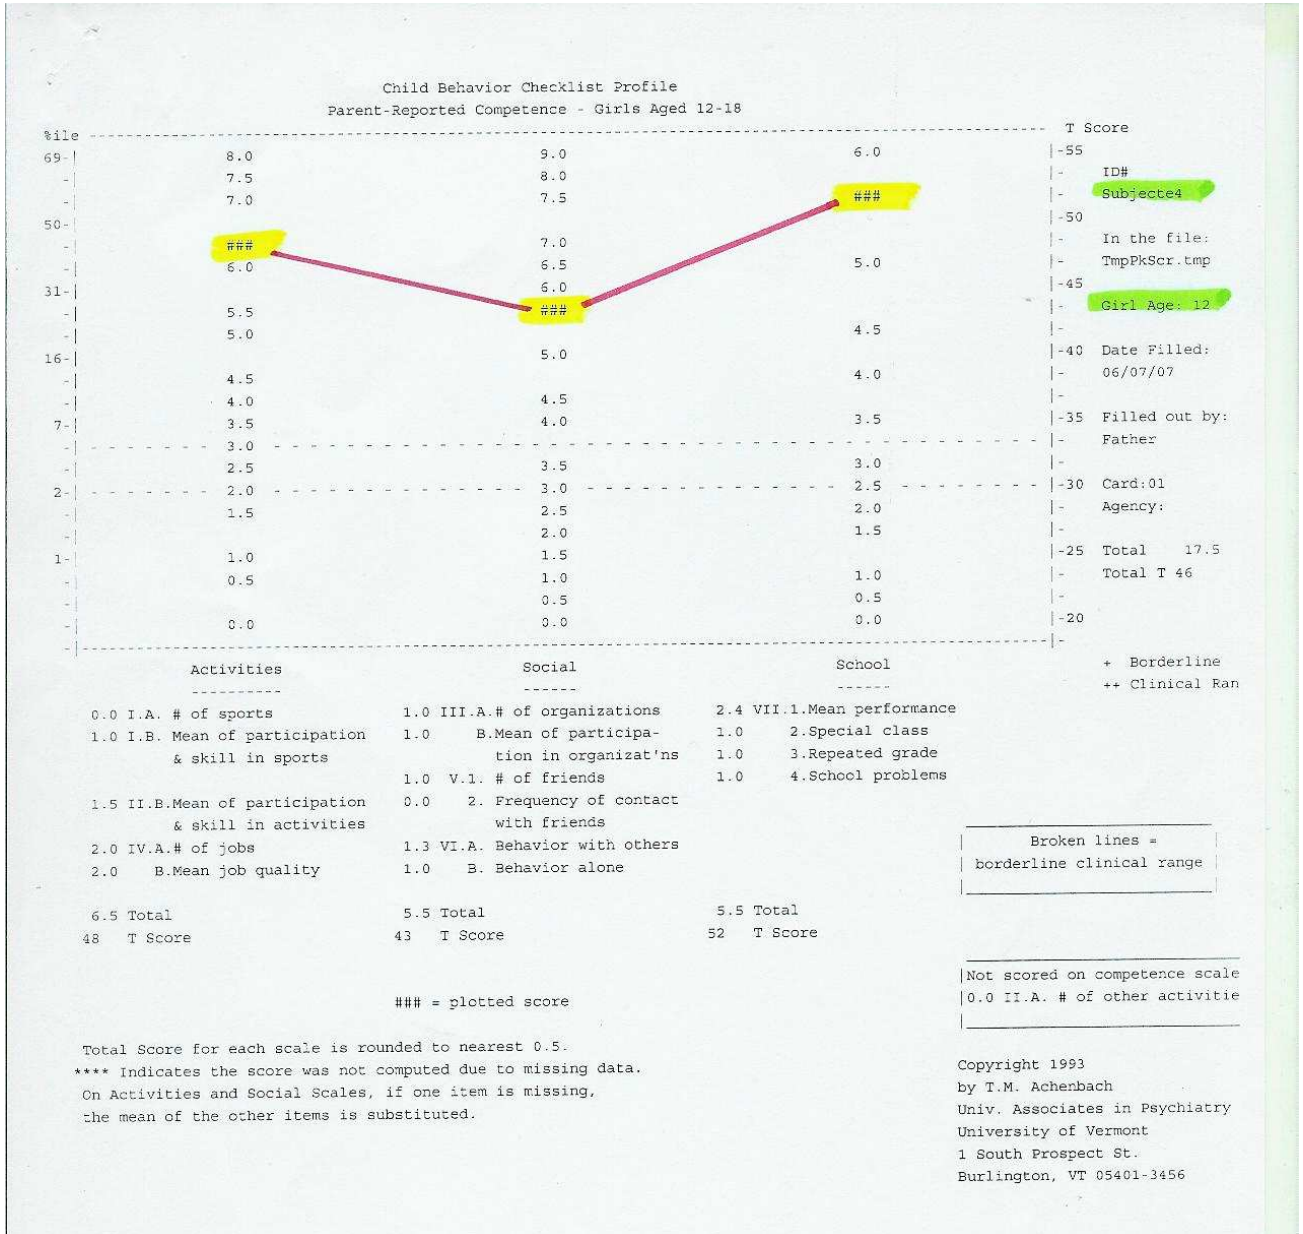 Child Behavior Checklist Profile
Parent-Reported Competence - Girls Aged 12-18
%ile T Score
69-| 8.0 9.0 6.0 |-55
-| 7.5 8.0 |- ID#
-| 7.0 7.5 ### |- Subjecte4
50- |-50
-| ### 7.0 |- In the file:
-| 6.0 6.5 5.0 |- TmpPkScr.tmp
31-| 6.0 |-45
-| 5.5 ### |- Girl Age: 12
-| 5.0 4.5 |-
16-| 5.0 |-40 Date Filled:
-| 4.5 4.0 |- 06/07/07
-| 4.0 4.5 |-
7-| 3.5 4.0 3.5 |-35 Filled out by:
-| - - - 3.0 - - - |- Father
-| 2.5 3.5 3.0 |-
2-| - - - 2.0 - - - 3.0 - - - 2.5 - - - |-30 Card:01
-| 1.5 2.5 2.0 |- Agency:
-| 2.0 1.5 |-
1-| 1.0 1.5 |-25 Total 17.5
-| 0.5 1.0 1.0 |- Total T 46
-| 0.5 0.5 |-
-| 0.0 0.0 0.0 |-20
Activities Social School + Borderline
++ Clinical Ran
0.0 I.A. # of sports 1.0 III.A.# of organizations 2.4 VII.1.Mean performance
1.0 I.B. Mean of participation 1.0 B.Mean of participa- 1.0 2.Special class
& skill in sports tion in organizat'ns 1.0 3.Repeated grade
1.0 V.1. # of friends 1.0 4.School problems
1.5 II.B.Mean of participation 0.0 2. Frequency of contact
& skill in activities with friends
2.0 IV.A.# of jobs 1.3 VI.A. Behavior with others
2.0 B.Mean job quality 1.0 B. Behavior alone
Broken lines =
borderline clinical range
6.5 Total 5.5 Total 5.5 Total
48 T Score 43 T Score 52 T Score
Not scored on competence scale
0.0 II.A. # of other activitie
### = plotted score
Total Score for each scale is rounded to nearest 0.5.
**** Indicates the score was not computed due to missing data.
On Activities and Social Scales, if one item is missing,
the mean of the other items is substituted.
Copyright 1993
by T.M. Achenbach
Univ. Associates in Psychiatry
University of Vermont
1 South Prospect St.
Burlington, VT 05401-3456